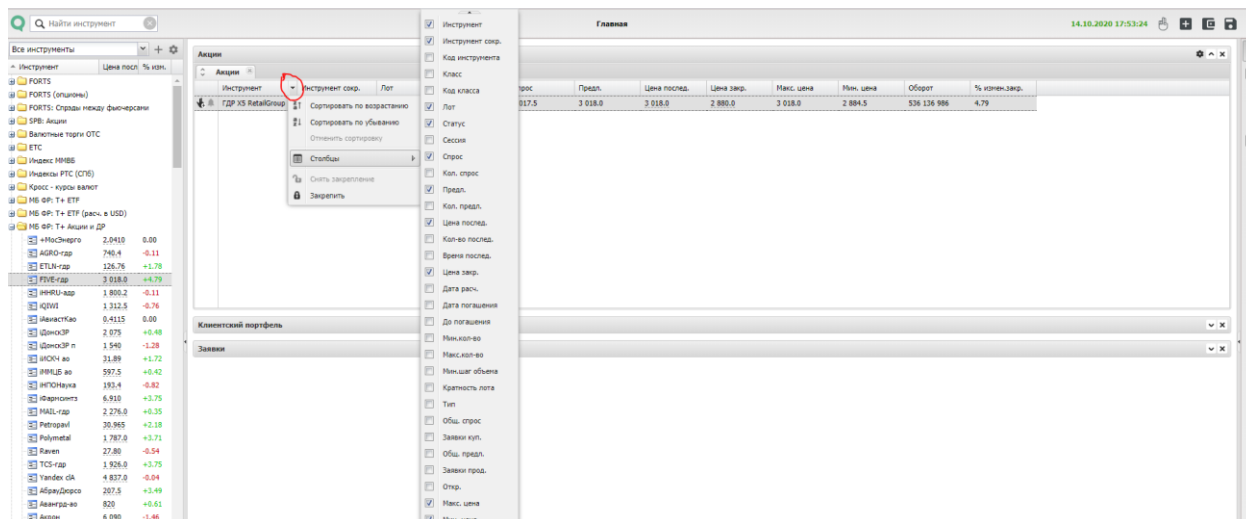 Найти инструмент
Главная
14.10.2020 17:53:24
Все инструменты
Инструмент Цена посл % изм.
FORTS
FORTS (опционы)
FORTS: Спрэды между фьючерсами
SPB: Акции
Валютные торги OTC
ETC
Индекс ММВБ
Индексы РТС (СПб)
Кросс - курсы валют
МБ ФР: Т+ ETF
МБ ФР: Т+ ETF (расч. в USD)
МБ ФР: Т+ Акции и ДР
+МосЭнерго 2.0410 0.00
AGRO-гдр 740.4 -0.11
ETLN-гдр 126.76 +1.78
FIVE-гдр 3 018.0 +4.79
iHHRU-адр 1 800.2 -0.11
iQIWI 1 312.5 -0.76
iАвиастКао 0.4115 0.00
iДонскЗР 2 075 +0.48
iДонскЗР п 1 540 -1.28
iИСКЧ ао 31.89 +1.72
iММЦБ ао 597.5 +0.42
iНПОНаука 193.4 -0.82
iФармсинтз 6.910 +3.75
MAIL-гдр 2 276.0 +0.35
Petropavl 30.965 +2.18
Polymetal 1 787.0 +3.71
Raven 27.80 -0.54
TCS-гдр 1 926.0 +3.75
Yandex clA 4 837.0 -0.04
АбрауДюрсо 207.5 +3.49
Авангрд-ао 820 +0.61
Акрон 6 090 -1.46
Акции
Акции
Инструмент Инструмент сокр. Лот
прос Предл. Цена послед. Цена закр. Макс. цена Мин. цена Оборот % измен.закр.
ГДР X5 RetailGroup
017.5 3 018.0 3 018.0 2 880.0 3 018.0 2 884.5 536 136 986 4.79
Сортировать по возрастанию
Сортировать по убыванию
Отменить сортировку
Столбцы
Снять закрепление
Закрепить
Инструмент
Инструмент сокр.
Код инструмента
Класс
Код класса
Лот
Статус
Сессия
Спрос
Кол. спрос
Предл.
Кол. предл.
Цена послед.
Кол-во послед.
Время послед.
Цена закр.
Дата расч.
Дата погашения
До погашения
Мин.кол-во
Макс.кол-во
Мин.шаг объема
Кратность лота
Тип
Общ. спрос
Заявки куп.
Общ. предл.
Заявки прод.
Откр.
Макс. цена
Клиентский портфель
Заявки